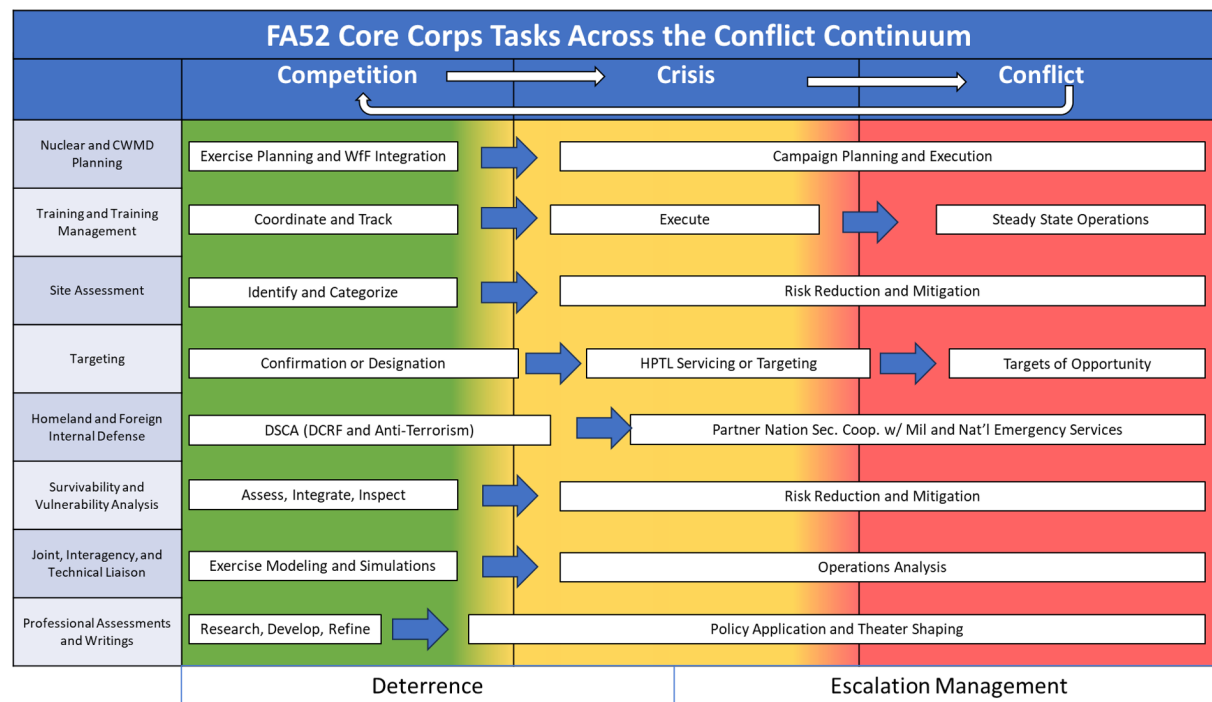 FA52 Core Corps Tasks Across the Conflict Continuum
Competition
Crisis
Conflict
Nuclear and CWMD
Planning
Exercise Planning and WfF Integration
Campaign Planning and Execution
Training and Training
Management
Coordinate and Track
Execute
Steady State Operations
Site Assessment
Identify and Categorize
Risk Reduction and Mitigation
Targeting
Confirmation or Designation
HPTL Servicing or Targeting
Targets of Opportunity
Homeland and Foreign
Internal Defense
DSCA (DCRF and Anti-Terrorism)
Partner Nation Sec. Coop. w/ Mil and Nat’l Emergency Services
Survivability and
Vulnerability Analysis
Assess, Integrate, Inspect
Risk Reduction and Mitigation
Joint, Interagency, and
Technical Liaison
Exercise Modeling and Simulations
Operations Analysis
Professional Assessments
and Writings
Research, Develop, Refine
Policy Application and Theater Shaping
Deterrence
Escalation Management